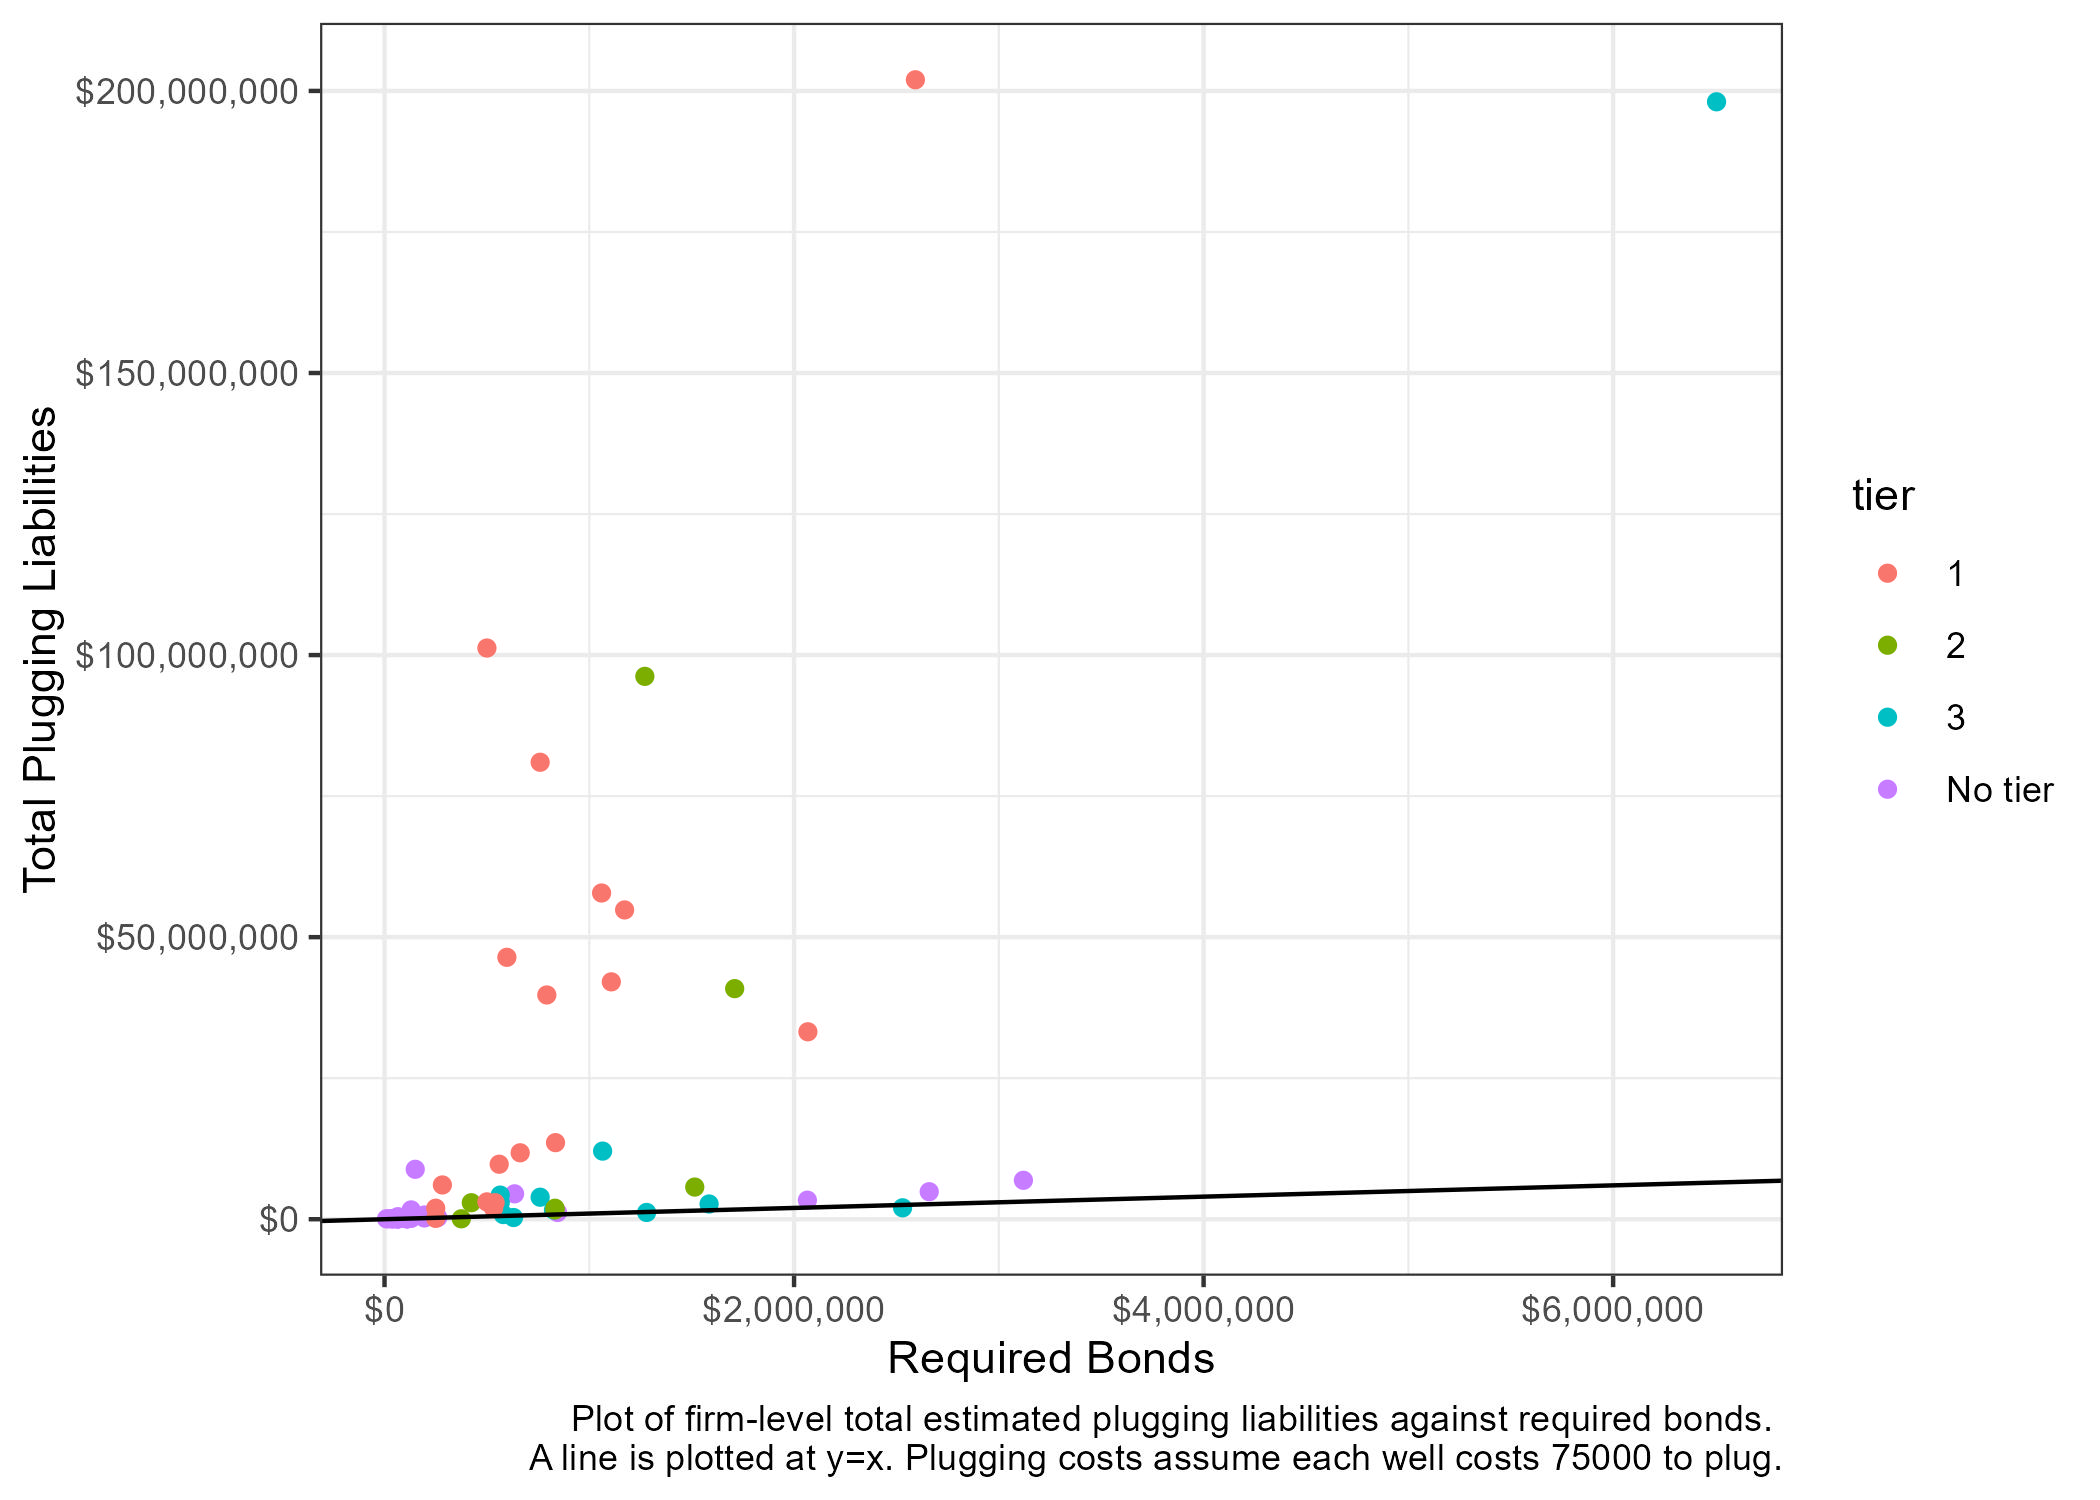 $200,000,000
$150,000,000
$100,000,000
$50,000,000
$0
Total Plugging Liabilities
$0
$2,000,000
$4,000,000
$6,000,000
Required Bonds
tier
1
2
3
No tier
Plot of firm-level total estimated plugging liabilities against required bonds.
A line is plotted at y=x. Plugging costs assume each well costs 75000 to plug.